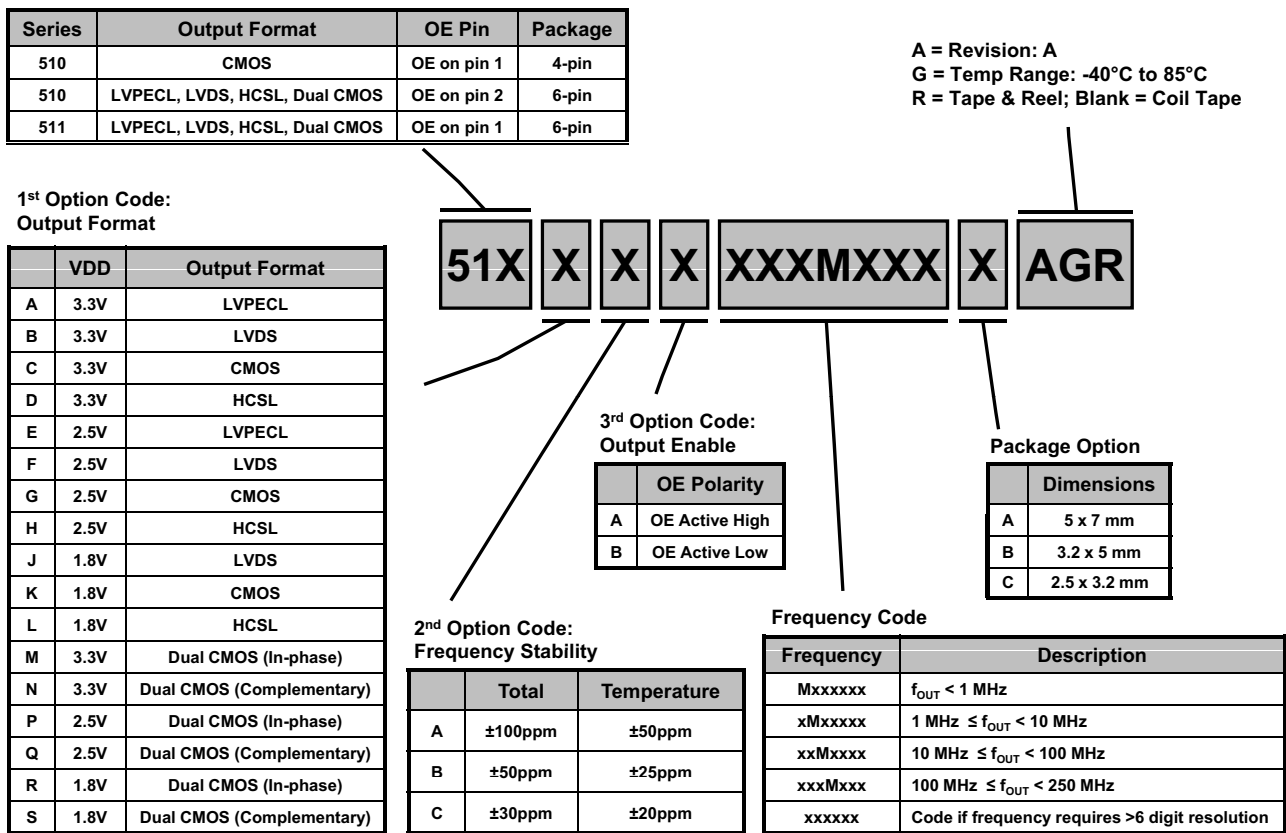 Series Output Format OE Pin Package
510 CMOS OE on pin 1 4-pin
510 LVPECL, LVDS, HCSL, Dual CMOS OE on pin 2 6-pin
511 LVPECL, LVDS, HCSL, Dual CMOS OE on pin 1 6-pin
A = Revision: A
G = Temp Range: -40°C to 85°C
R = Tape & Reel; Blank = Coil Tape
51X X X X XXXMXXX X AGR
1st Option Code:
Output Format
VDD Output Format
A 3.3V LVPECL
B 3.3V LVDS
C 3.3V CMOS
D 3.3V HCSL
E 2.5V LVPECL
F 2.5V LVDS
G 2.5V CMOS
H 2.5V HCSL
J 1.8V LVDS
K 1.8V CMOS
L 1.8V HCSL
M 3.3V Dual CMOS (In-phase)
N 3.3V Dual CMOS (Complementary)
P 2.5V Dual CMOS (In-phase)
Q 2.5V Dual CMOS (Complementary)
R 1.8V Dual CMOS (In-phase)
S 1.8V Dual CMOS (Complementary)
2nd Option Code:
Frequency Stability
Total Temperature
A ±100ppm ±50ppm
B ±50ppm ±25ppm
C ±30ppm ±20ppm
3rd Option Code:
Output Enable
OE Polarity
A OE Active High
B OE Active Low
Package Option
Dimensions
A 5 x 7 mm
B 3.2 x 5 mm
C 2.5 x 3.2 mm
Frequency Code
Frequency Description
Mxxxxxx fOUT < 1 MHz
xMxxxxx 1 MHz ≤ fOUT < 10 MHz
xxMxxxx 10 MHz ≤ fOUT < 100 MHz
xxxMxxx 100 MHz ≤ fOUT < 250 MHz
xxxxxx Code if frequency requires >6 digit resolution